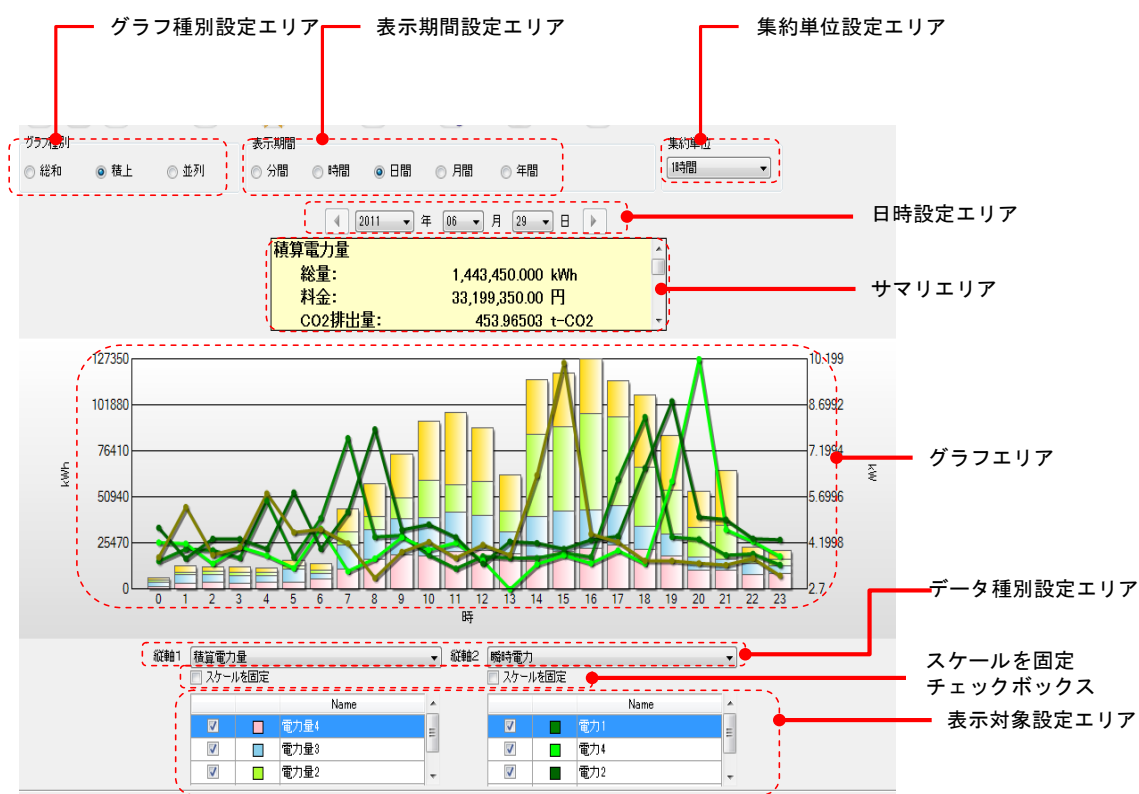 グラフ種別設定エリア
表示期間設定エリア
集約単位設定エリア
グラフ種別
表示期間
集約単位
総和 積上 並列
分間 時間 日間 月間 年間
1時間
2011 年 06 月 29 日
日時設定エリア
積算電力量
総量: 1,443,450.000 kWh
料金: 33,199,350.00 円
CO2排出量: 453.96503 t-CO2
サマリエリア
127350
101880
76410
50940
25470
0
kWh
10.199
8.6992
7.1994
5.6996
4.1998
2.7
kW
グラフエリア
0 1 2 3 4 5 6 7 8 9 10 11 12 13 14 15 16 17 18 19 20 21 22 23
時
データ種別設定エリア
縦軸1 積算電力量 縦軸2 瞬時電力
スケールを固定 スケールを固定
スケールを固定
チェックボックス
表示対象設定エリア
Name Name
電力量4 電力1
電力量3 電力4
電力量2 電力2